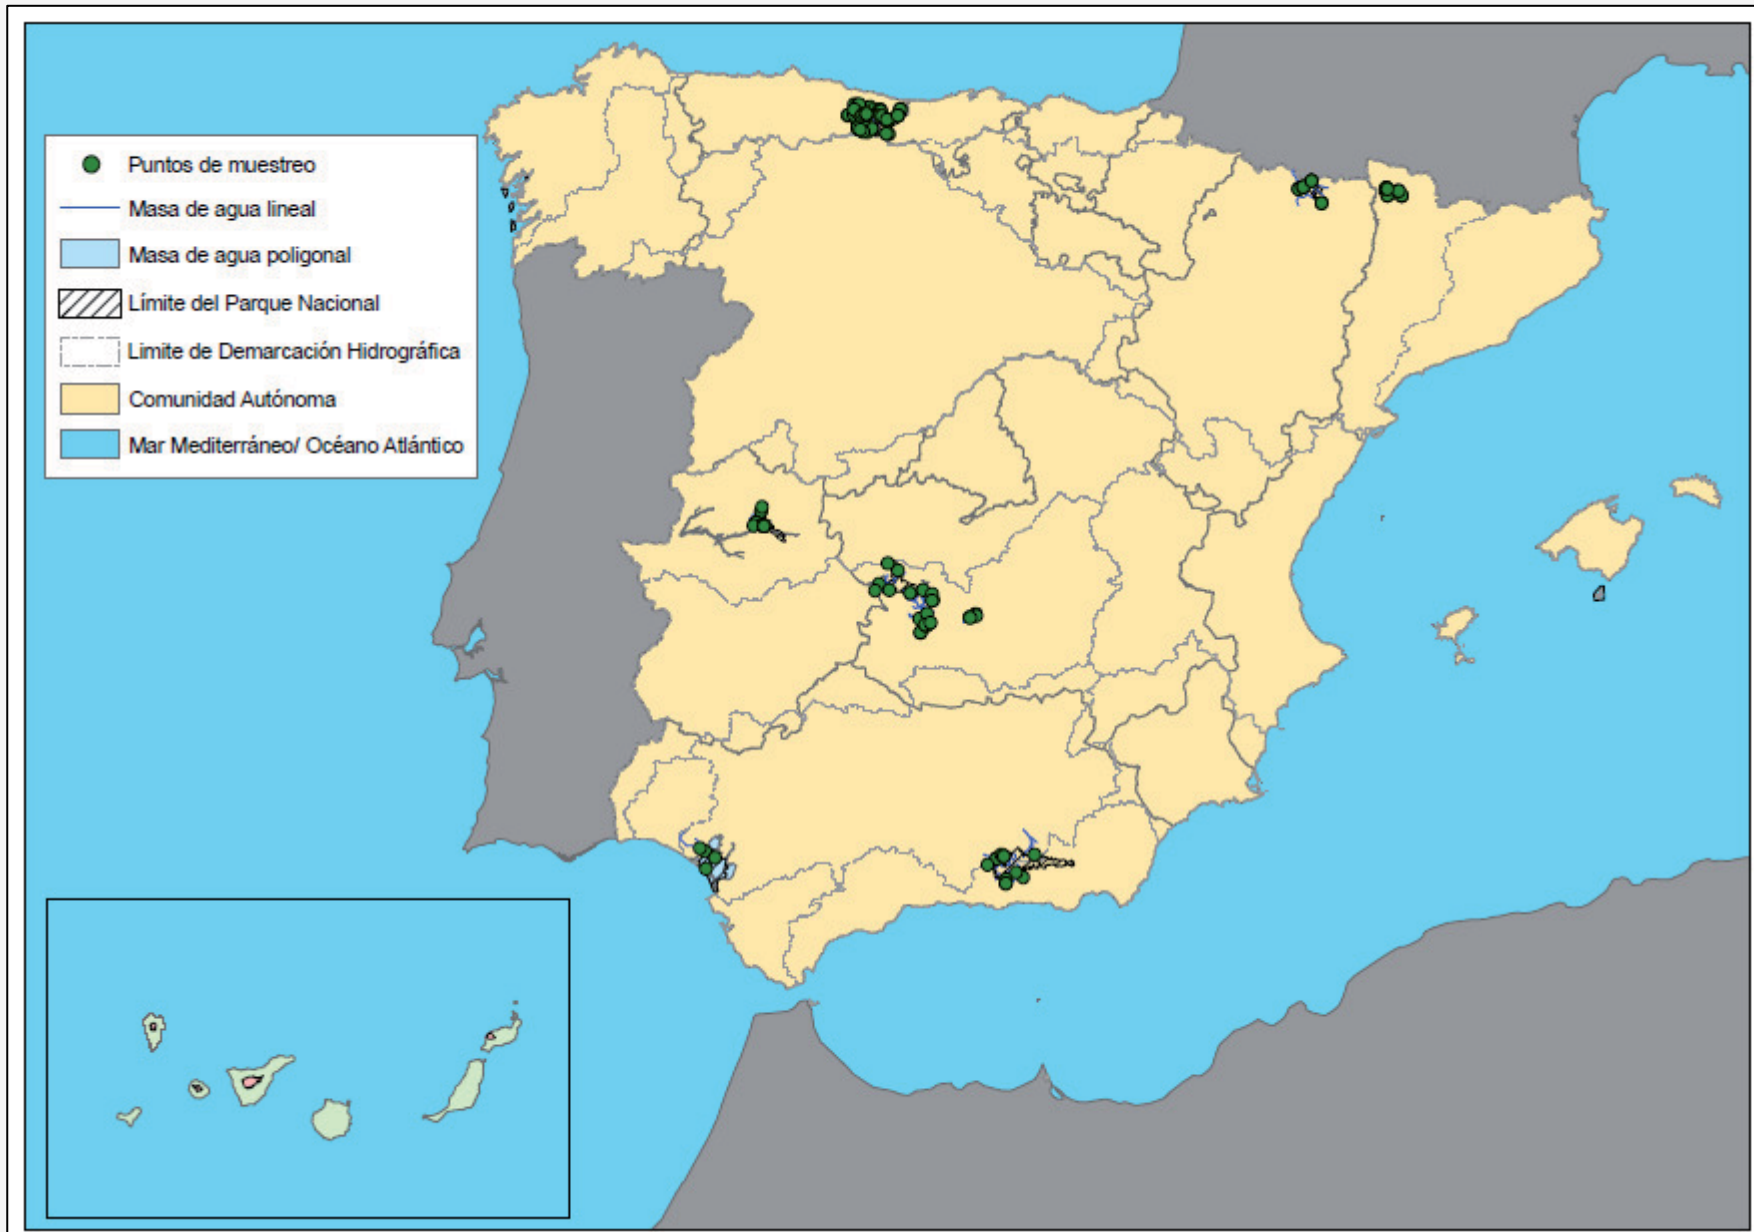 Puntos de muestreo
Masa de agua lineal
Masa de agua poligonal
Límite del Parque Nacional
Limite de Demarcación Hidrográfica
Comunidad Autónoma
Mar Mediterráneo/ Océano Atlántico